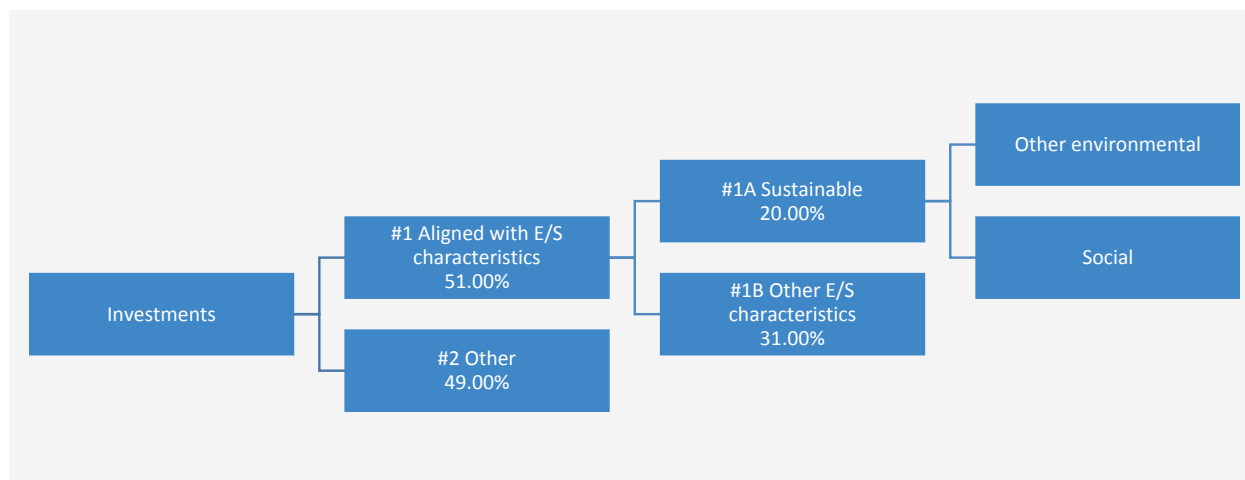 Investments
#1 Aligned with E/S
characteristics
51.00%
#2 Other
49.00%
#1A Sustainable
20.00%
#1B Other E/S
characteristics
31.00%
Other environmental
Social